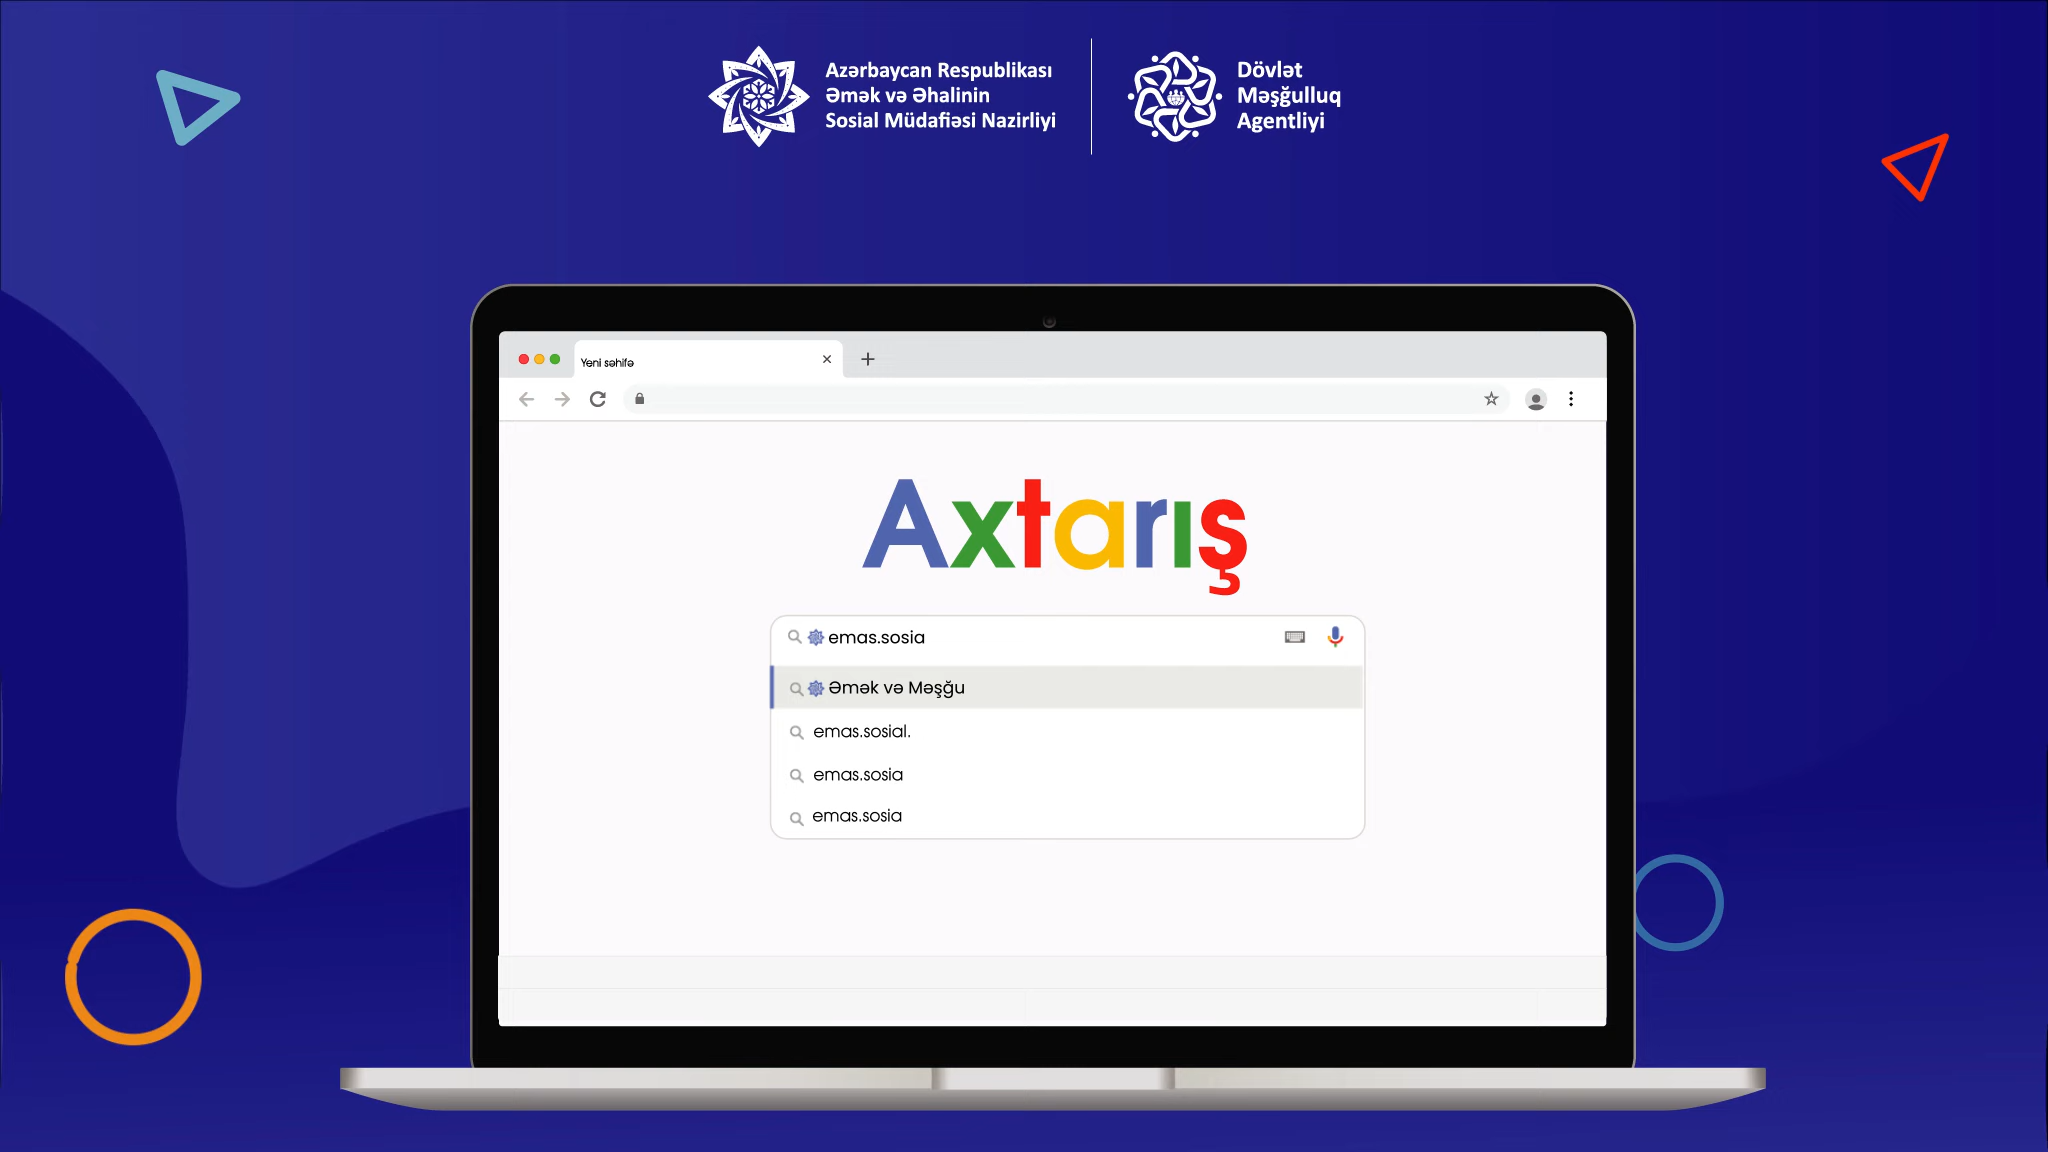 Azərbaycan Respublikası
Əmək və Əhalinin
Sosial Müdafiəsi Nazirliyi
Dövlət
Məşğulluq
Agentliyi
Yeni səhifə
Axtarış
emas.sosia
Əmək və Məşğu
emas.sosial.
emas.sosia
emas.sosia